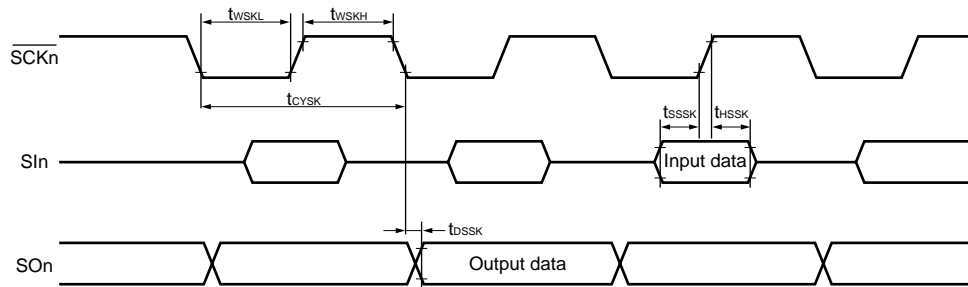 tWSKL tWSKH
SCKn
tCYSK
tSSSK tHSSK
SIn Input data
tDSSK
SOn Output data